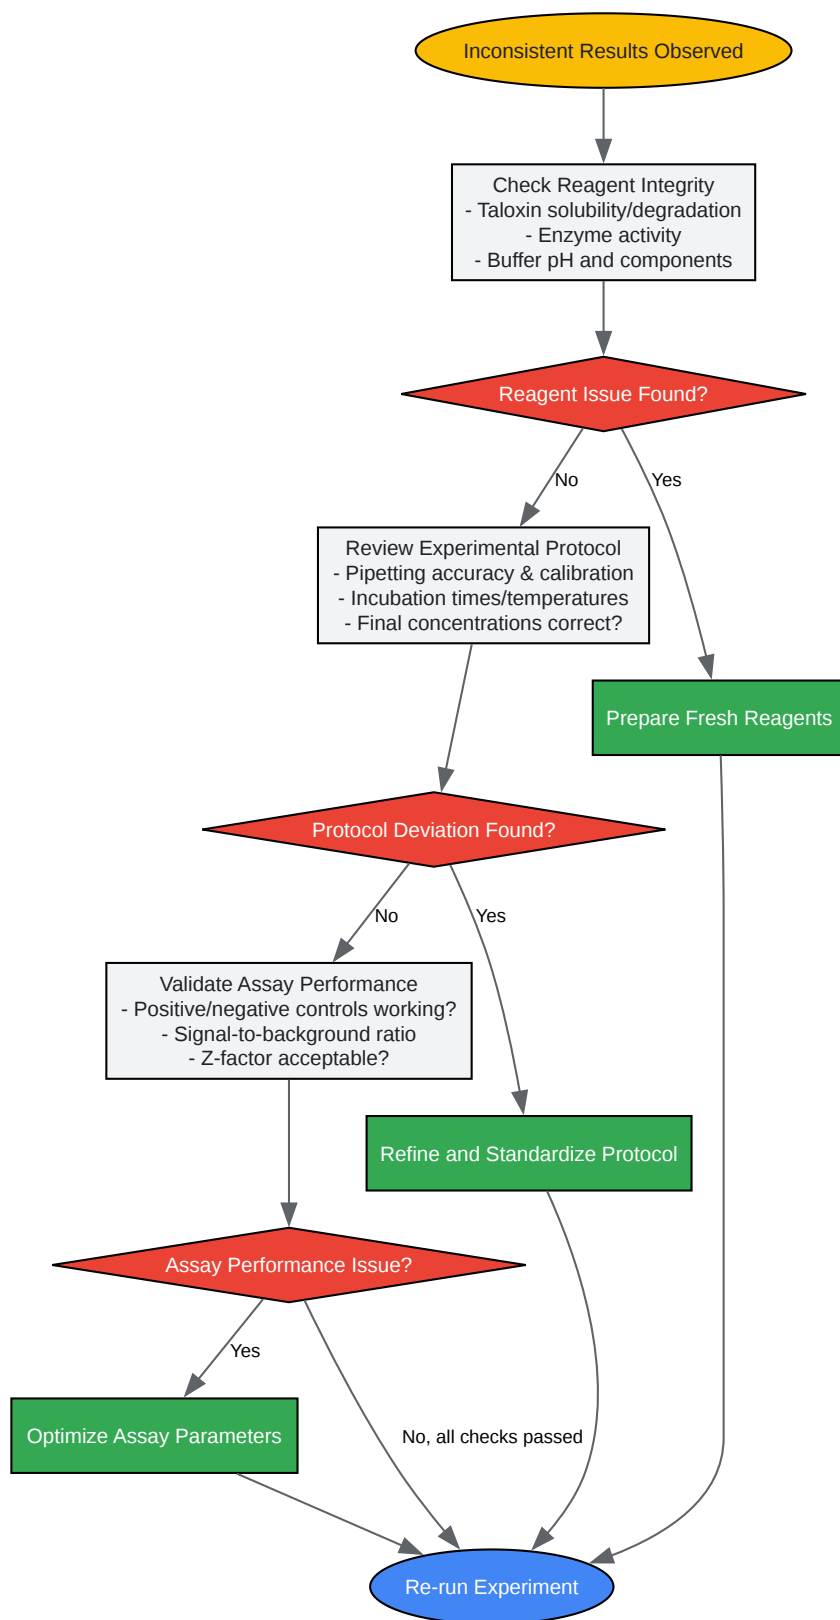 Inconsistent Results Observed
Check Reagent Integrity
- Taloxin solubility/degradation
- Enzyme activity
- Buffer pH and components
Reagent Issue Found?
No
Yes
Review Experimental Protocol
- Pipetting accuracy & calibration
- Incubation times/temperatures
- Final concentrations correct?
Prepare Fresh Reagents
Protocol Deviation Found?
No
Yes
Validate Assay Performance
- Positive/negative controls working?
- Signal-to-background ratio
- Z-factor acceptable?
Refine and Standardize Protocol
Assay Performance Issue?
Yes
Optimize Assay Parameters
No, all checks passed
Re-run Experiment